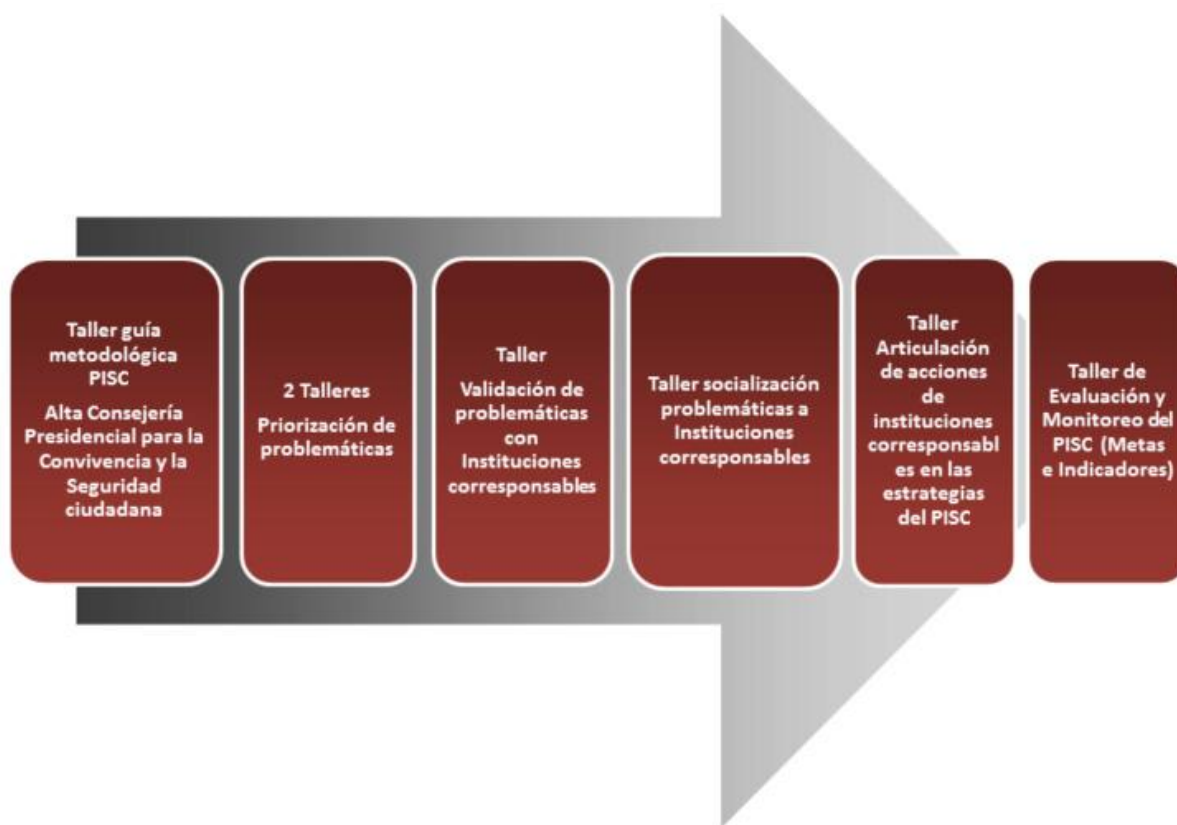 Taller guía
metodológica
PISC
Alta Consejería
Presidencial para la
Convivencia y la
Seguridad
ciudadana
2 Talleres
Priorización de
problemáticas
Taller
Validación de
problemáticas
con
Instituciones
corresponsables
Taller socialización
problemáticas a
Instituciones
corresponsables
Taller
Articulación
de acciones
de
instituciones
corresponsabl
es en las
estrategias
del PISC
Taller de
Evaluación y
Monitoreo del
PISC (Metas
e Indicadores)